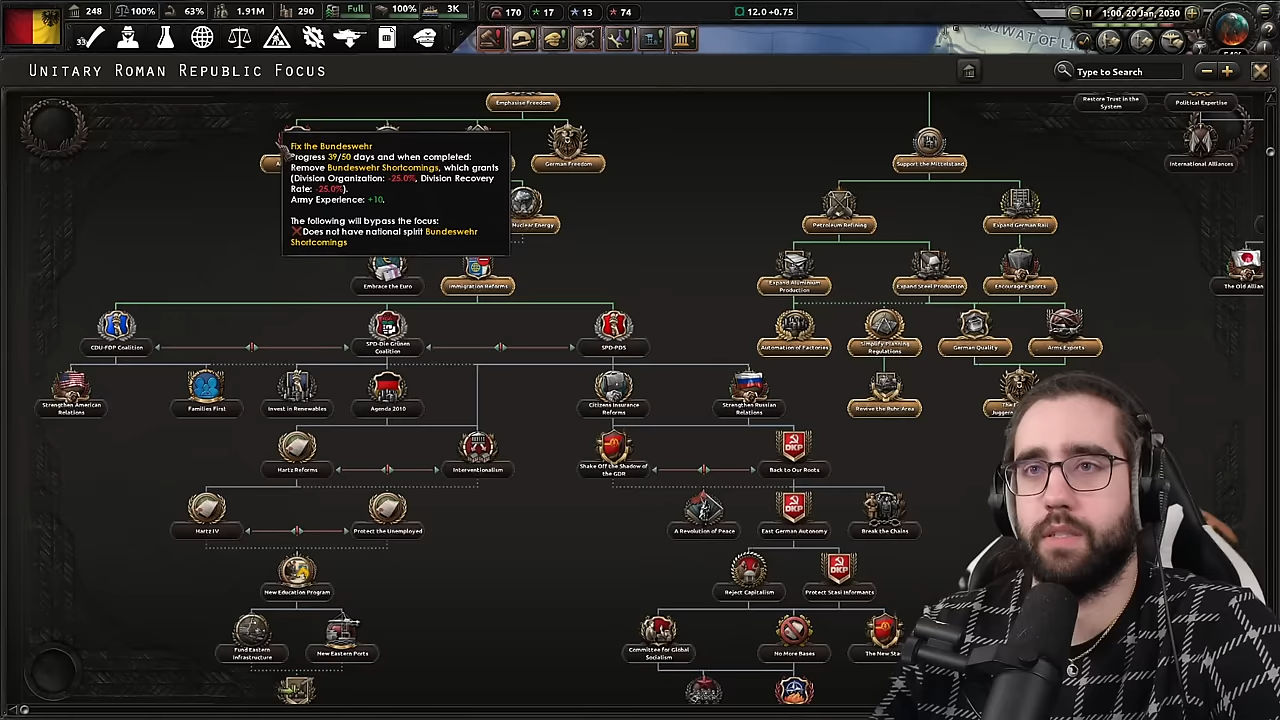 248 100% 63% 1.91M 290 Full 100% 3K 170 17 13 74 12.0 +0.75 1:00, 20 Jan, 2030
UNITARY ROMAN REPUBLIC FOCUS
Type to Search
Emphasise Freedom
Restore Trust in the System
Political Expertise
Fix the Bundeswehr
Progress 39/50 days and when completed:
Remove Bundeswehr Shortcomings, which grants
(Division Organization: -25.0%, Division Recovery
Rate: -25.0%).
Army Experience: +10.
The following will bypass the focus:
Does not have national spirit Bundeswehr
Shortcomings
German Freedom
Support the Mittelstand
International Alliances
Nuclear Energy
Petroleum Refining
Expand German Rail
Embrace the Euro
Immigration Reforms
Expand Aluminium
Production
Expand Steel Production
Encourage Exports
The Old Allian
CDU-FDP Coalition
SPD-Die Grünen
Coalition
SPD-PDS
Automation of Factories
Simplify Planning
Regulations
German Quality
Arms Exports
Strengthen American
Relations
Families First
Invest in Renewables
Agenda 2010
Citizens Insurance
Reforms
Strengthen Russian
Relations
Revive the Ruhr Area
Hartz Reforms
Interventionalism
Shake Off the Shadow of
the GDR
Back to Our Roots
Hartz IV
Protect the Unemployed
A Revolution of Peace
East German Autonomy
Break the Chains
New Education Program
Reject Capitalism
Protect Stasi Informants
Fund Eastern
Infrastructure
New Eastern Ports
Committee for Global
Socialism
No More Bases
The New Stas